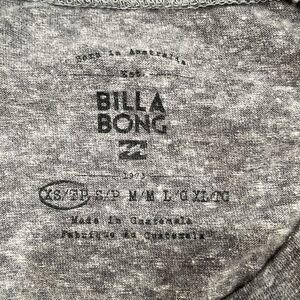 Born in Australia
Est.
BILLA
BONG
1973
XS/TP S/P M/M L/G XL/TG
Made in Guatemala
Fabriqué au Guatemala